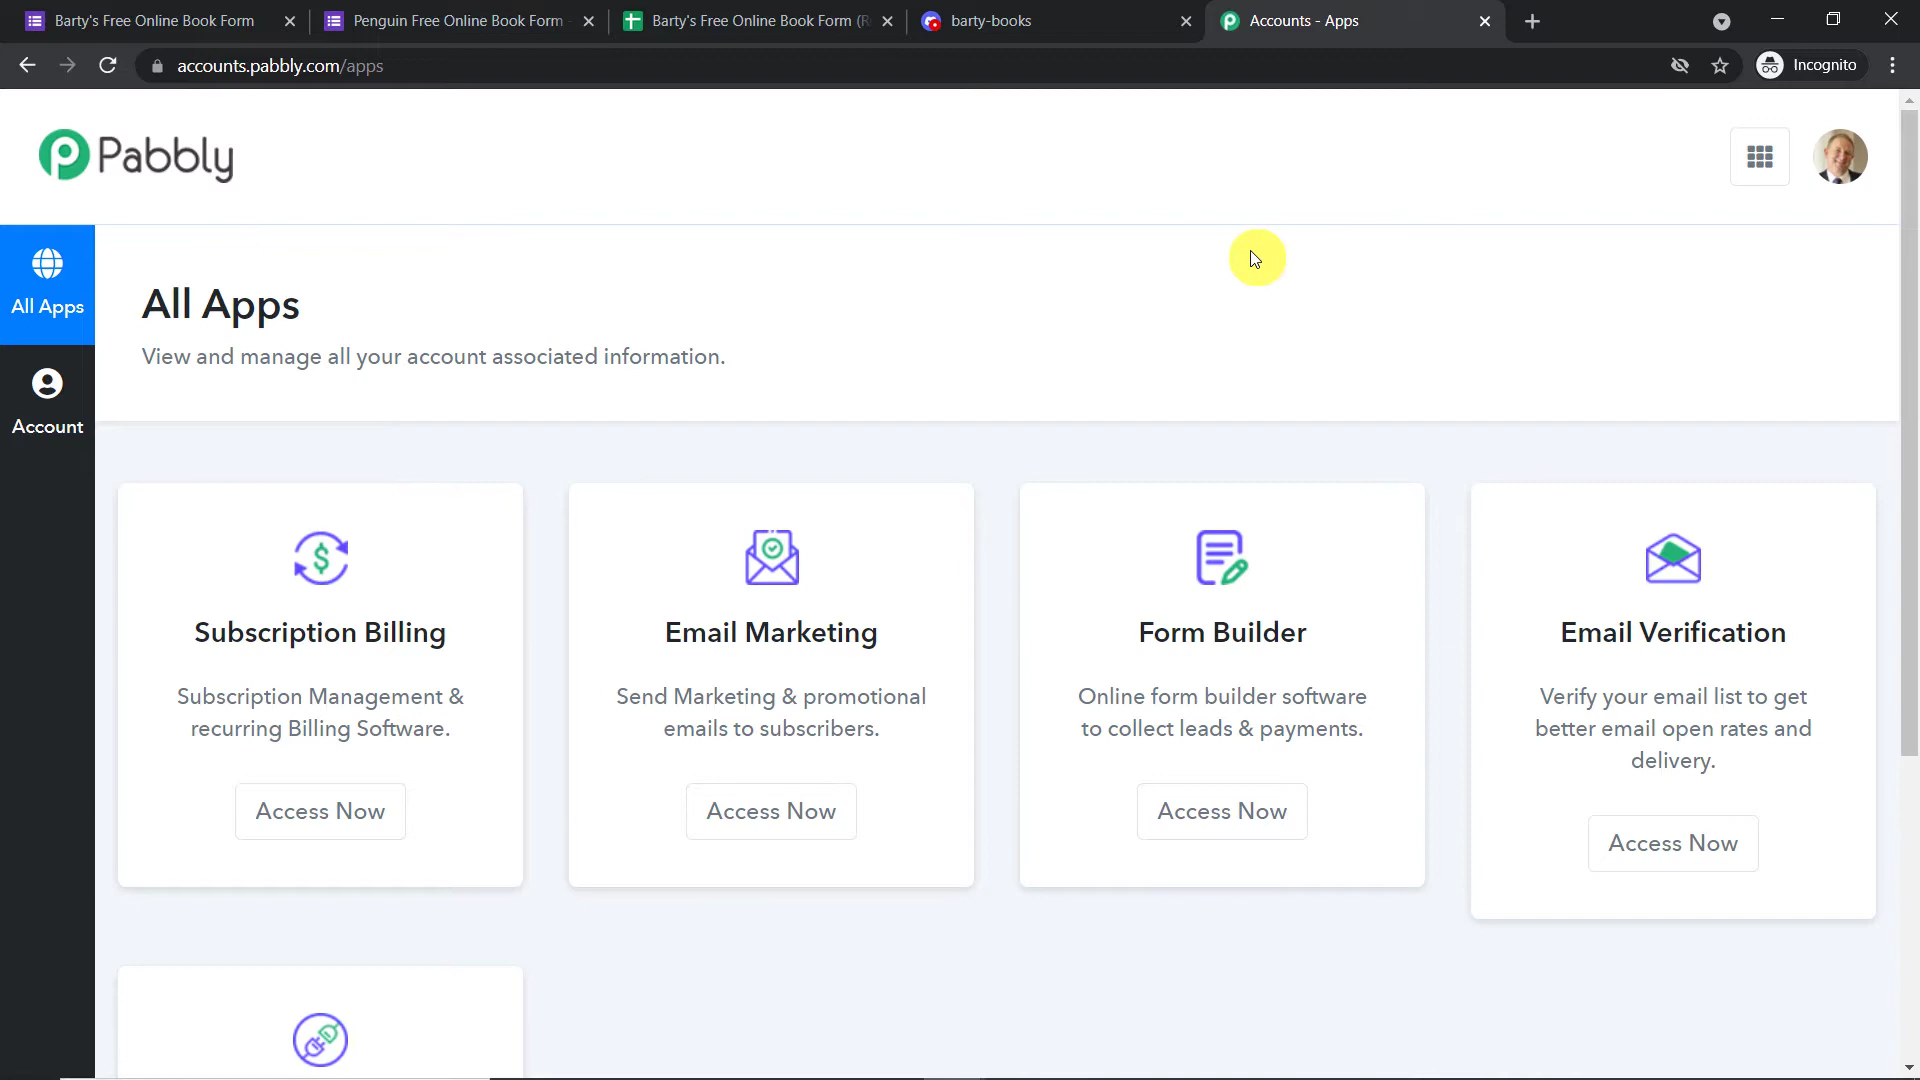 Barty's Free Online Book Form
Penguin Free Online Book Form
Barty's Free Online Book Form (Re
barty-books
Accounts - Apps
accounts.pabbly.com/apps
Incognito
Pabbly
All Apps
Account
All Apps
View and manage all your account associated information.
Subscription Billing
Subscription Management &
recurring Billing Software.
Access Now
Email Marketing
Send Marketing & promotional
emails to subscribers.
Access Now
Form Builder
Online form builder software
to collect leads & payments.
Access Now
Email Verification
Verify your email list to get
better email open rates and
delivery.
Access Now